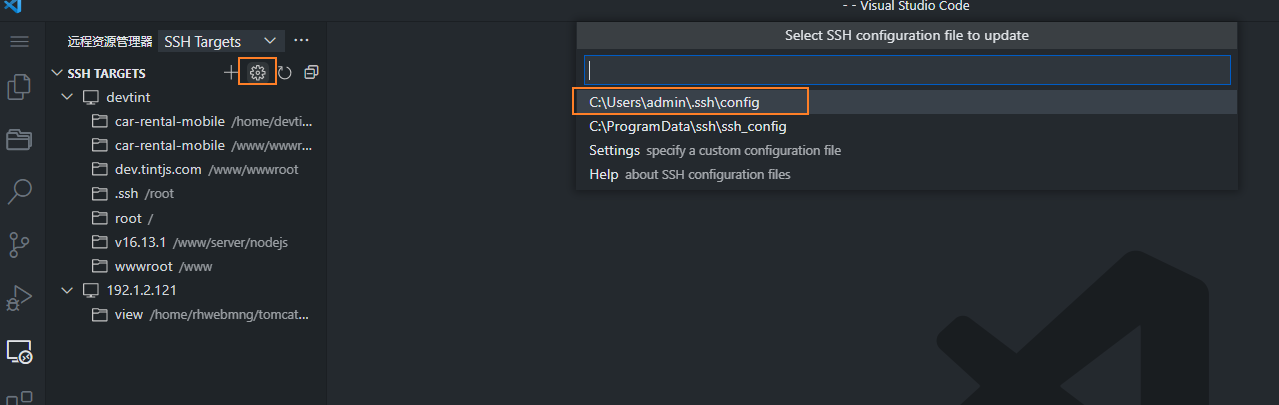 - - Visual Studio Code
远程资源管理器 SSH Targets ...
Select SSH configuration file to update
SSH TARGETS
devtint
car-rental-mobile /home/devti...
car-rental-mobile /www/wwwr...
dev.tintjs.com /www/wwwroot
.ssh /root
root /
v16.13.1 /www/server/nodejs
wwwroot /www
192.1.2.121
view /home/rhwebmng/tomcat...
C:\Users\admin\.ssh\config
C:\ProgramData\ssh\ssh_config
Settings specify a custom configuration file
Help about SSH configuration files